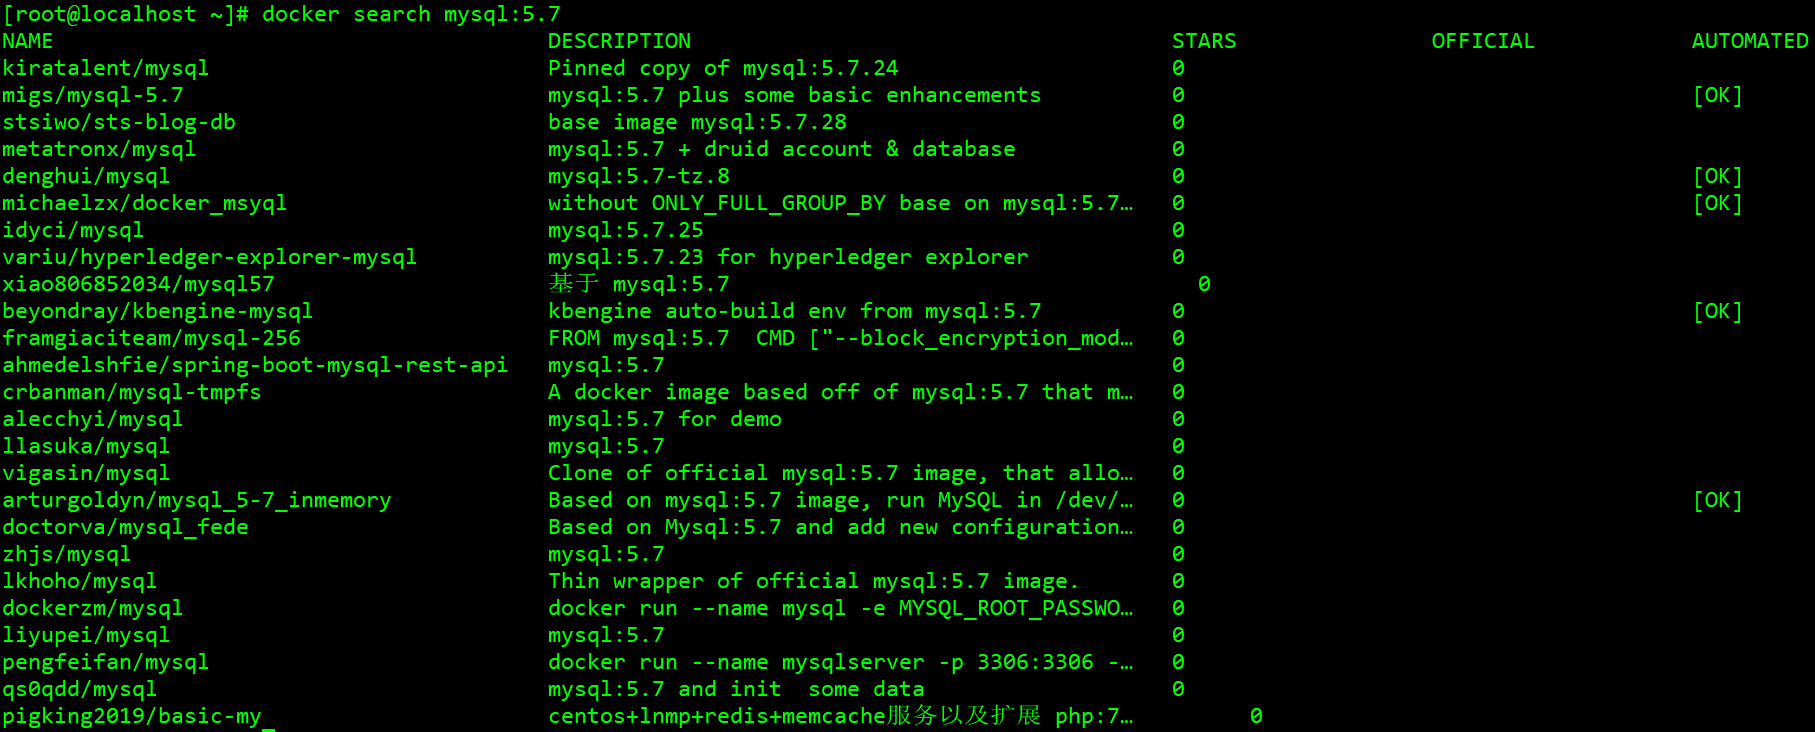 [root@localhost ~]# docker search mysql:5.7
NAME DESCRIPTION STARS OFFICIAL AUTOMATED
kiratalent/mysql Pinned copy of mysql:5.7.24 0
migs/mysql-5.7 mysql:5.7 plus some basic enhancements 0 [OK]
stsiwo/sts-blog-db base image mysql:5.7.28 0
metatronx/mysql mysql:5.7 + druid account & database 0
denghui/mysql mysql:5.7-tz.8 0 [OK]
michaelzx/docker_msyql without ONLY_FULL_GROUP_BY base on mysql:5.7… 0 [OK]
idyci/mysql mysql:5.7.25 0
variu/hyperledger-explorer-mysql mysql:5.7.23 for hyperledger explorer 0
xiao806852034/mysql57 基于 mysql:5.7 0
beyondray/kbengine-mysql kbengine auto-build env from mysql:5.7 0 [OK]
framgiaciteam/mysql-256 FROM mysql:5.7  CMD ["--block_encryption_mod… 0
ahmedelshfie/spring-boot-mysql-rest-api mysql:5.7 0
crbanman/mysql-tmpfs A docker image based off of mysql:5.7 that m… 0
alecchyi/mysql mysql:5.7 for demo 0
llasuka/mysql mysql:5.7 0
vigasin/mysql Clone of official mysql:5.7 image, that allo… 0
arturgoldyn/mysql_5-7_inmemory Based on mysql:5.7 image, run MySQL in /dev/… 0 [OK]
doctorva/mysql_fede Based on Mysql:5.7 and add new configuration… 0
zhjs/mysql mysql:5.7 0
lkhoho/mysql Thin wrapper of official mysql:5.7 image. 0
dockerzm/mysql docker run --name mysql -e MYSQL_ROOT_PASSWO… 0
liyupei/mysql mysql:5.7 0
pengfeifan/mysql docker run --name mysqlserver -p 3306:3306 -… 0
qs0qdd/mysql mysql:5.7 and init  some data 0
pigking2019/basic-my centos+lnmp+redis+memcache服务以及扩展 php:7… 0